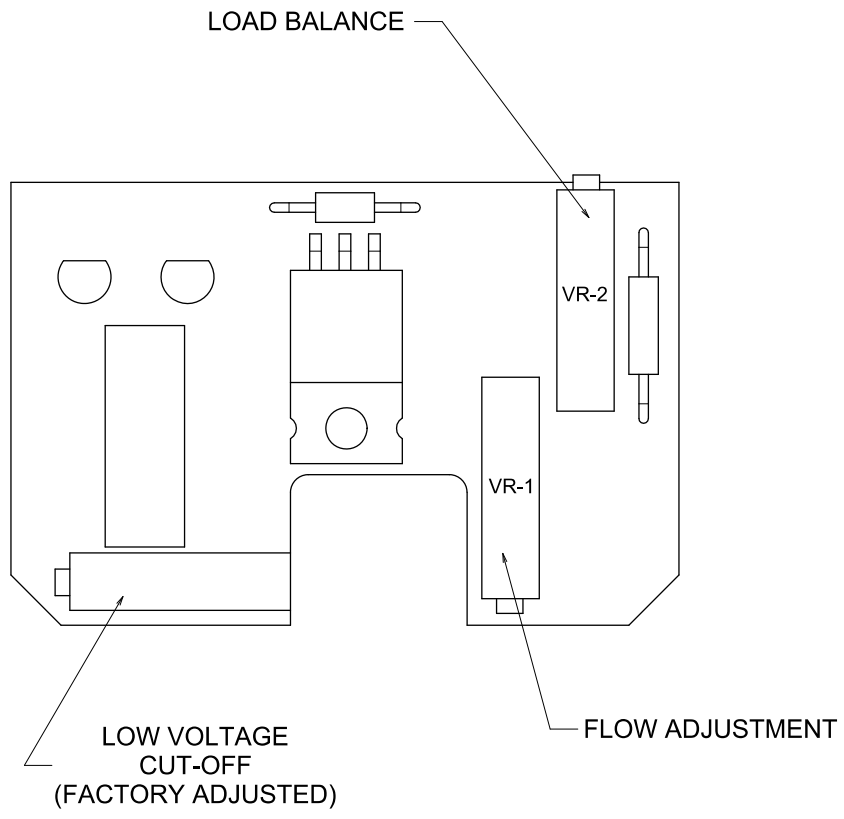 LOAD BALANCE
VR-2
VR-1
FLOW ADJUSTMENT
LOW VOLTAGE
CUT-OFF
(FACTORY ADJUSTED)